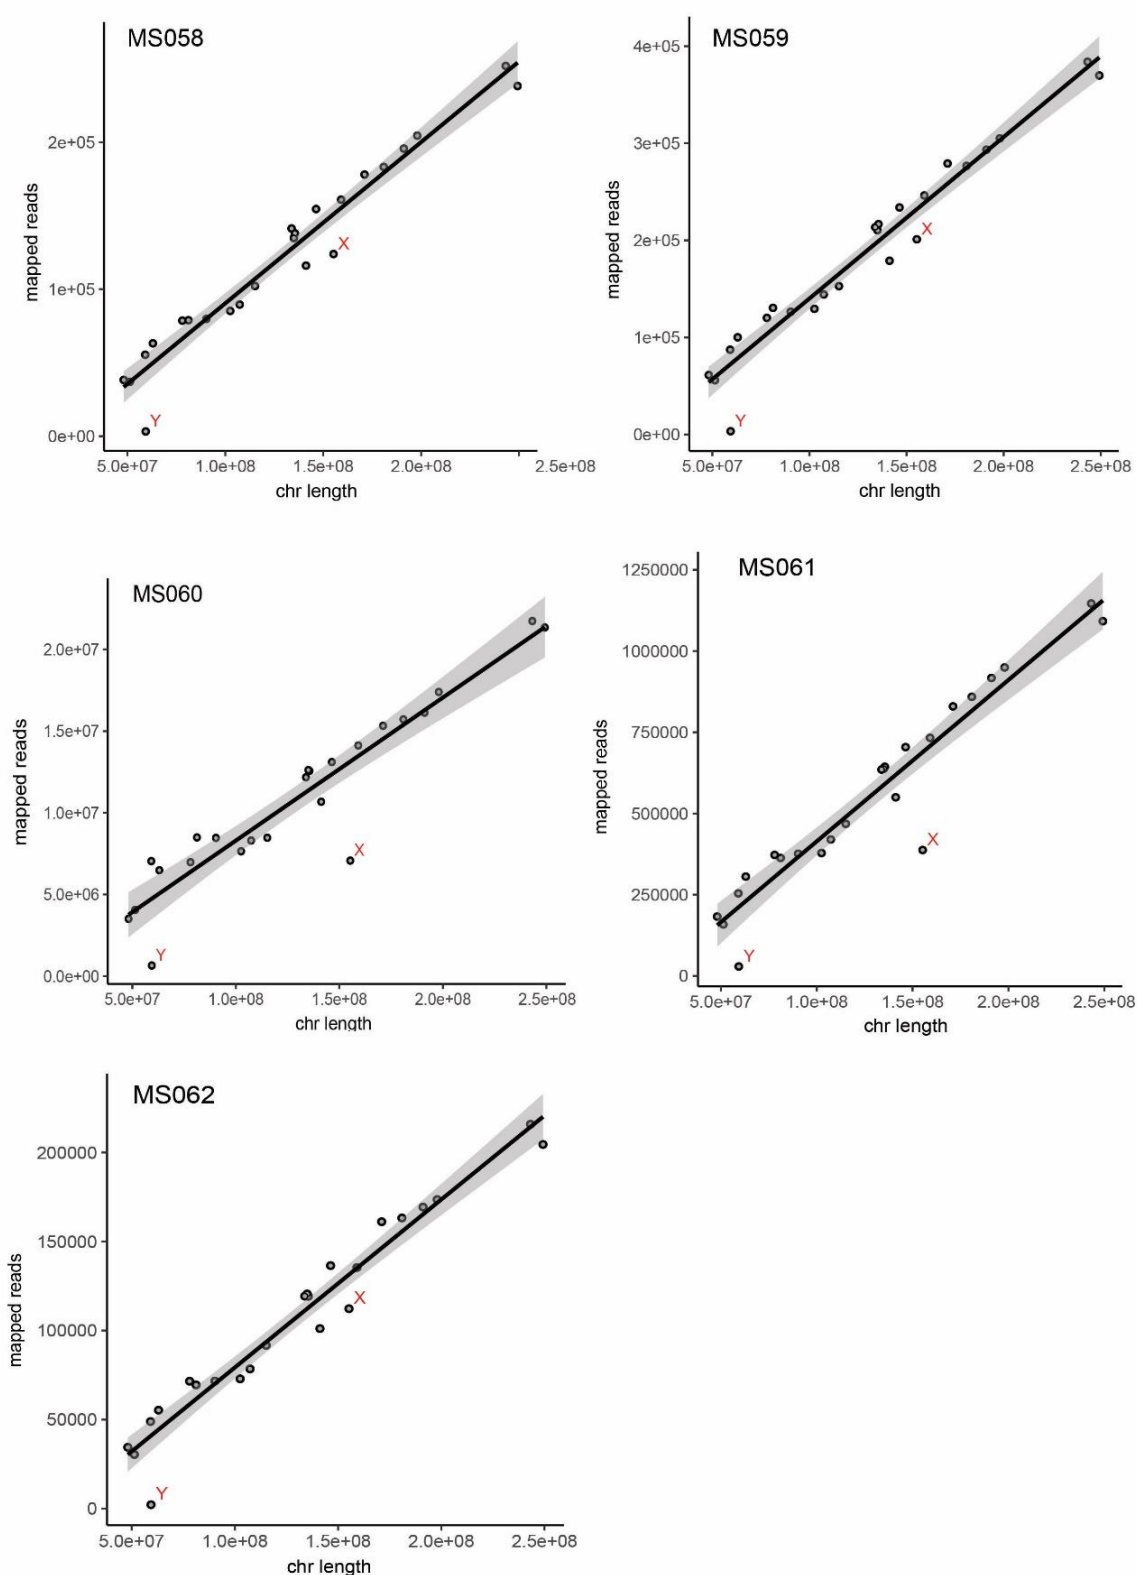 MS058
mapped reads
2e+05
1e+05
0e+00
X
Y
5.0e+07 1.0e+08 1.5e+08 2.0e+08 2.5e+08
chr length
MS059
mapped reads
4e+05
3e+05
2e+05
1e+05
0e+00
X
Y
5.0e+07 1.0e+08 1.5e+08 2.0e+08 2.5e+08
chr length
MS060
mapped reads
2.0e+07
1.5e+07
1.0e+07
5.0e+06
0.0e+00
X
Y
5.0e+07 1.0e+08 1.5e+08 2.0e+08 2.5e+08
chr length
MS061
mapped reads
1250000
1000000
750000
500000
250000
0
X
Y
5.0e+07 1.0e+08 1.5e+08 2.0e+08 2.5e+08
chr length
MS062
mapped reads
200000
150000
100000
50000
0
X
Y
5.0e+07 1.0e+08 1.5e+08 2.0e+08 2.5e+08
chr length